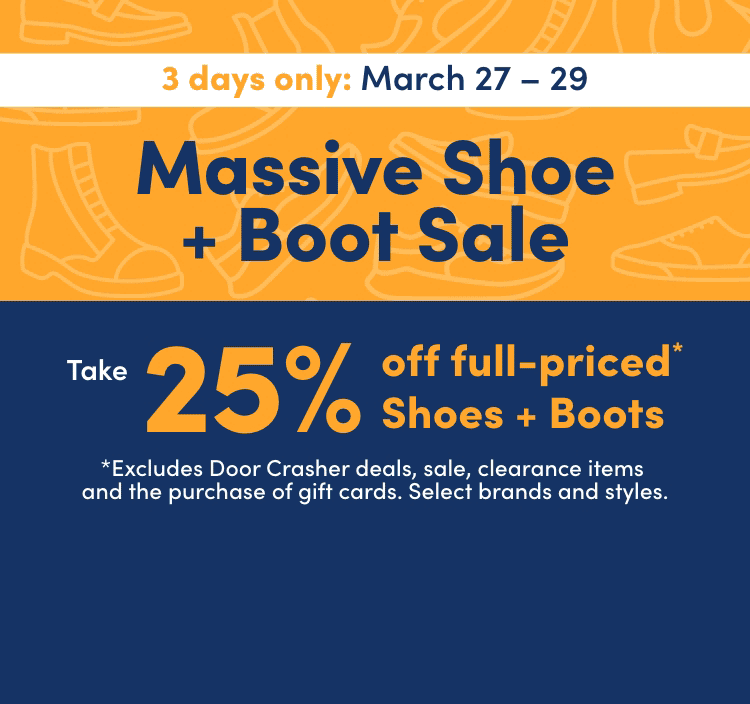 3 days only: March 27 – 29
Massive Shoe
+ Boot Sale
Take 25% off full-priced*
Shoes + Boots
*Excludes Door Crasher deals, sale, clearance items
and the purchase of gift cards. Select brands and styles.